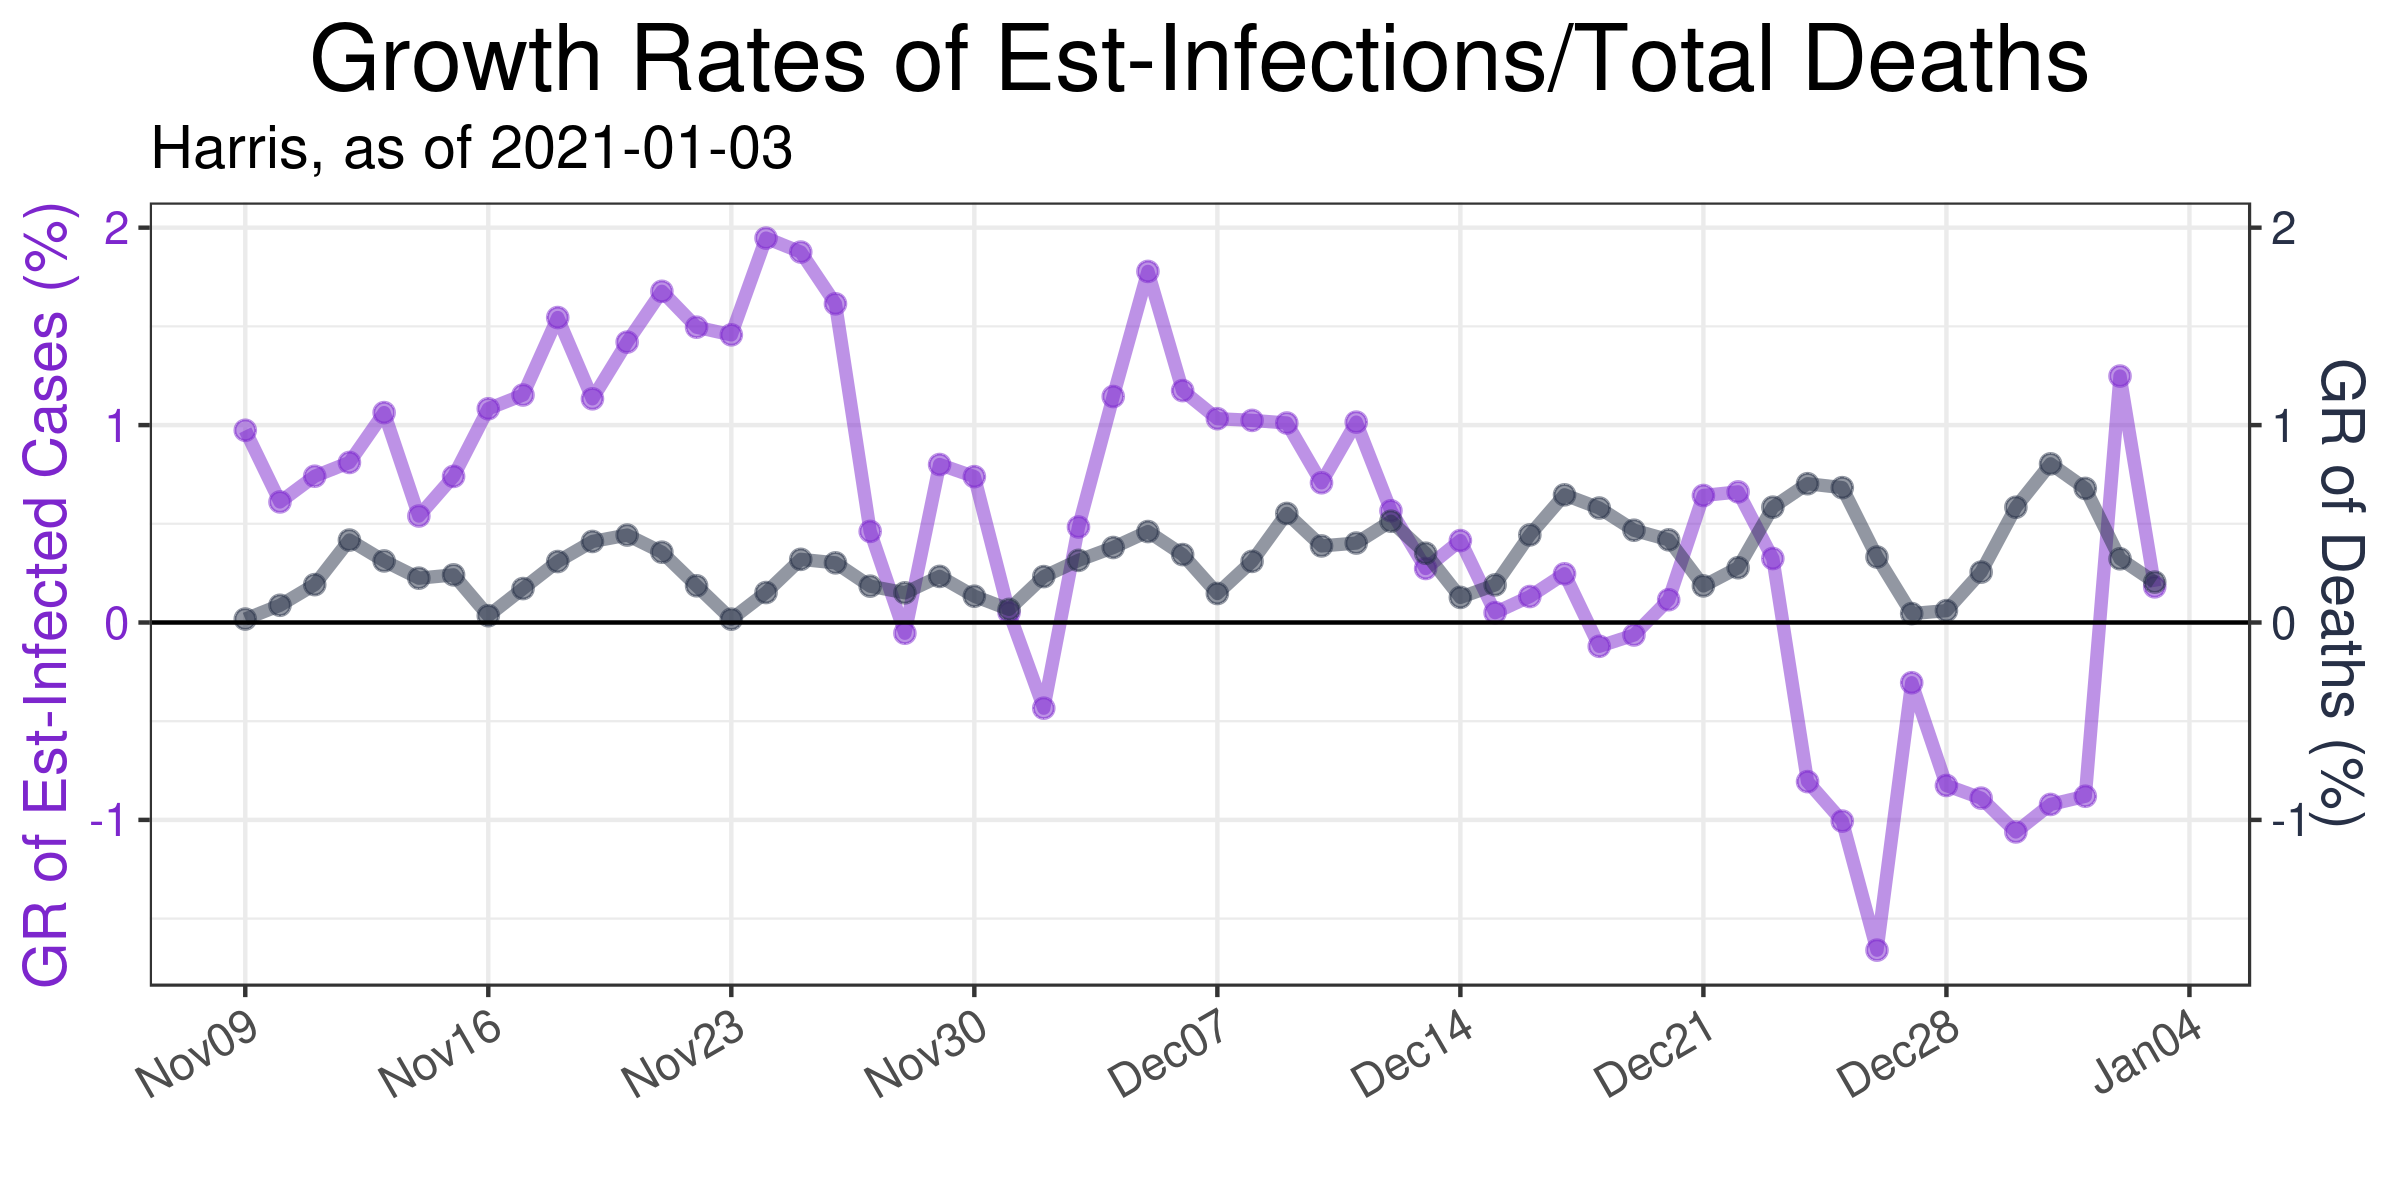 Growth Rates of Est-Infections/Total Deaths
Harris, as of 2021-01-03
GR of Est-Infected Cases (%)
2
1
0
-1
2
1
0
-1
GR of Deaths (%)
Nov09
Nov16
Nov23
Nov30
Dec07
Dec14
Dec21
Dec28
Jan04